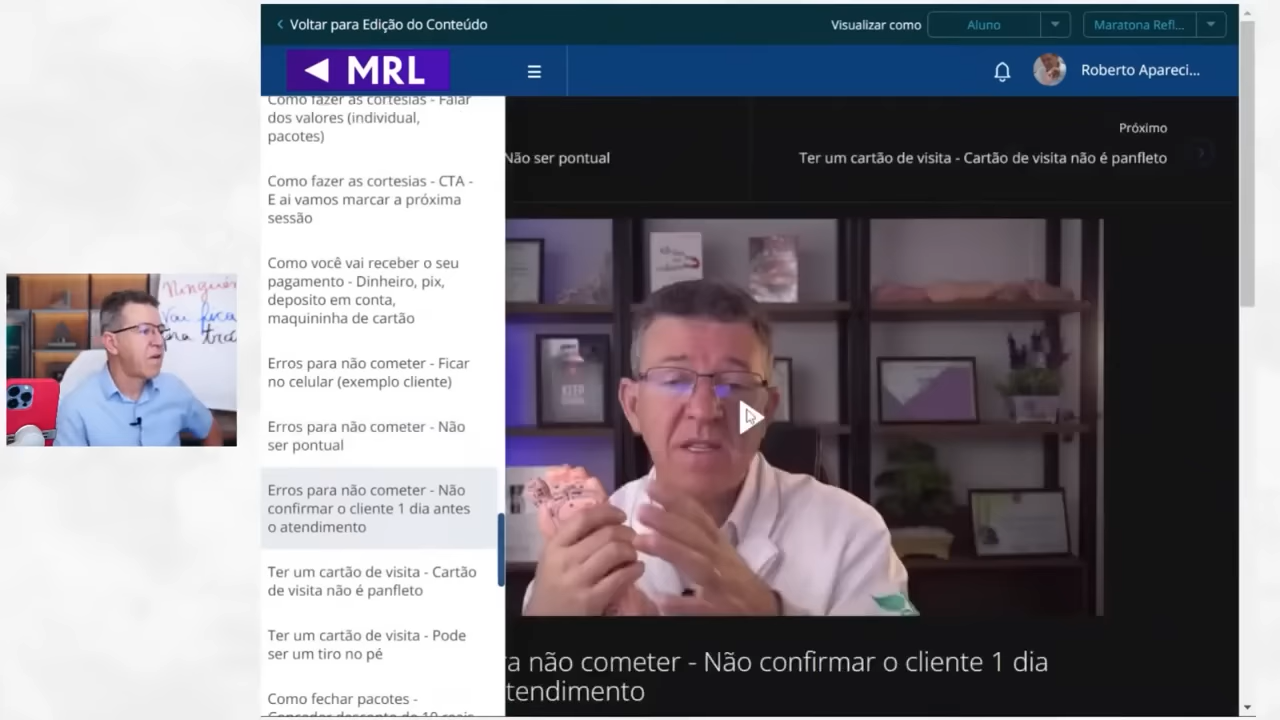 Voltar para Edição do Conteúdo
Visualizar como
Aluno
Maratona Refl...
MRL
Roberto Apareci...
Como fazer as cortesias - Falar
dos valores (individual,
pacotes)
Como fazer as cortesias - CTA -
E ai vamos marcar a próxima
sessão
Como você vai receber o seu
pagamento - Dinheiro, pix,
deposito em conta,
maquininha de cartão
Erros para não cometer - Ficar
no celular (exemplo cliente)
Erros para não cometer - Não
ser pontual
Erros para não cometer - Não
confirmar o cliente 1 dia antes
o atendimento
Ter um cartão de visita - Cartão
de visita não é panfleto
Ter um cartão de visita - Pode
ser um tiro no pé
Como fechar pacotes -
Não ser pontual
Próximo
Ter um cartão de visita - Cartão de visita não é panfleto
ra não cometer - Não confirmar o cliente 1 dia
tendimento
Ninguém
vai fica
pra trá